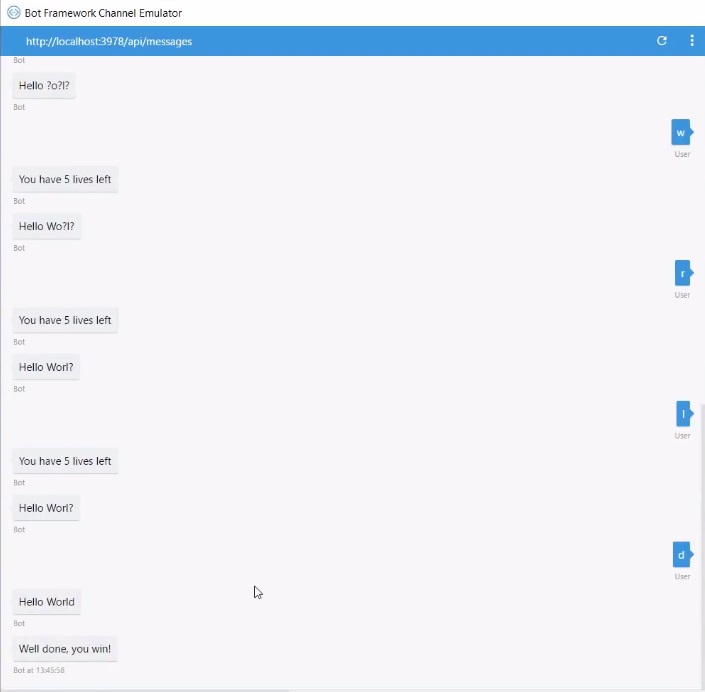 Bot Framework Channel Emulator
http://localhost:3978/api/messages
Bot
Hello ?o?l?
Bot
w
User
You have 5 lives left
Bot
Hello Wo?l?
Bot
r
User
You have 5 lives left
Bot
Hello Worl?
Bot
l
User
You have 5 lives left
Bot
Hello Worl?
Bot
d
User
Hello World
Bot
Well done, you win!
Bot at 13:45:58